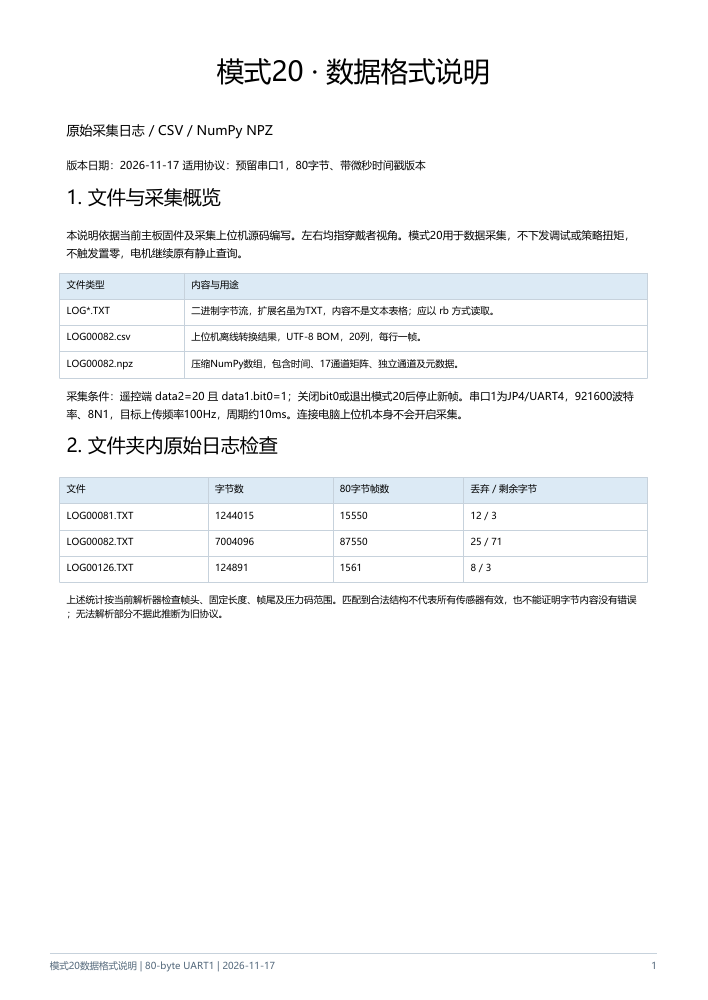 模式20 · 数据格式说明
原始采集日志 / CSV / NumPy NPZ
版本日期：2026-11-17 适用协议：预留串口1，80字节、带微秒时间戳版本
1. 文件与采集概览
本说明依据当前主板固件及采集上位机源码编写。左右均指穿戴者视角。模式20用于数据采集，不下发调试或策略扭矩，
不触发置零，电机继续原有静止查询。
文件类型 内容与用途
LOG*.TXT 二进制字节流，扩展名虽为TXT，内容不是文本表格；应以 rb 方式读取。
LOG00082.csv 上位机离线转换结果，UTF-8 BOM，20列，每行一帧。
LOG00082.npz 压缩NumPy数组，包含时间、17通道矩阵、独立通道及元数据。
采集条件：遥控端 data2=20 且 data1.bit0=1；关闭bit0或退出模式20后停止新帧。串口1为JP4/UART4，921600波特
率、8N1，目标上传频率100Hz，周期约10ms。连接电脑上位机本身不会开启采集。
2. 文件夹内原始日志检查
文件 字节数 80字节帧数 丢弃 / 剩余字节
LOG00081.TXT 1244015 15550 12 / 3
LOG00082.TXT 7004096 87550 25 / 71
LOG00126.TXT 124891 1561 8 / 3
上述统计按当前解析器检查帧头、固定长度、帧尾及压力码范围。匹配到合法结构不代表所有传感器有效，也不能证明字节内容没有错误
；无法解析部分不据此推断为旧协议。
模式20数据格式说明 | 80-byte UART1 | 2026-11-17 1